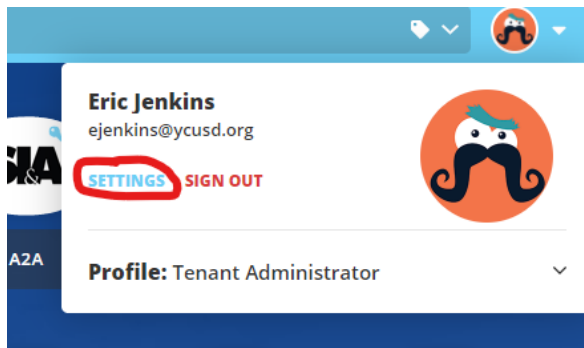 Eric Jenkins
ejenkins@ycusd.org
SETTINGS SIGN OUT
A2A
Profile: Tenant Administrator